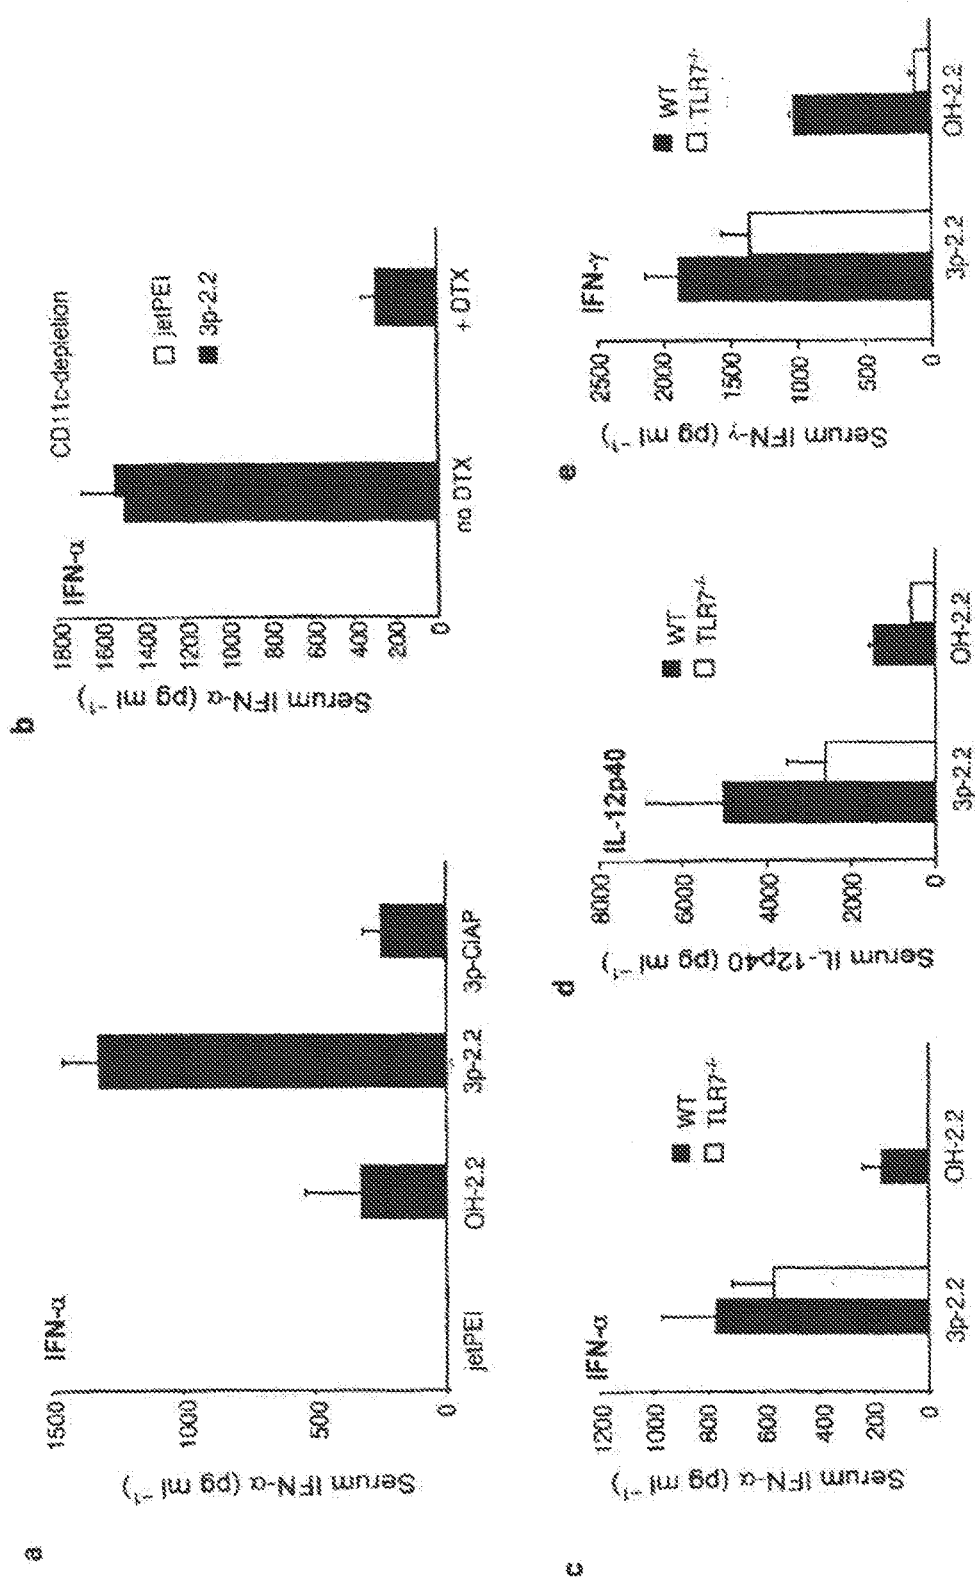 a
IFN-α
Serum IFN-α (pg ml⁻¹)
1500
1000
500
0
jetPEI
OH-2.2
3p-2.2
3p-CIAP
b
IFN-α
CD11c-depletion
Serum IFN-α (pg ml⁻¹)
1800
1600
1400
1200
1000
800
600
400
200
0
jetPEI
3p-2.2
no DTX
+ DTX
c
IFN-α
Serum IFN-α (pg ml⁻¹)
1200
1000
800
600
400
200
0
WT
TLR7⁻/⁻
3p-2.2
OH-2.2
d
IL-12p40
Serum IL-12p40 (pg ml⁻¹)
8000
6000
4000
2000
0
WT
TLR7⁻/⁻
3p-2.2
OH-2.2
e
IFN-γ
Serum IFN-γ (pg ml⁻¹)
2500
2000
1500
1000
500
0
WT
TLR7⁻/⁻
3p-2.2
OH-2.2